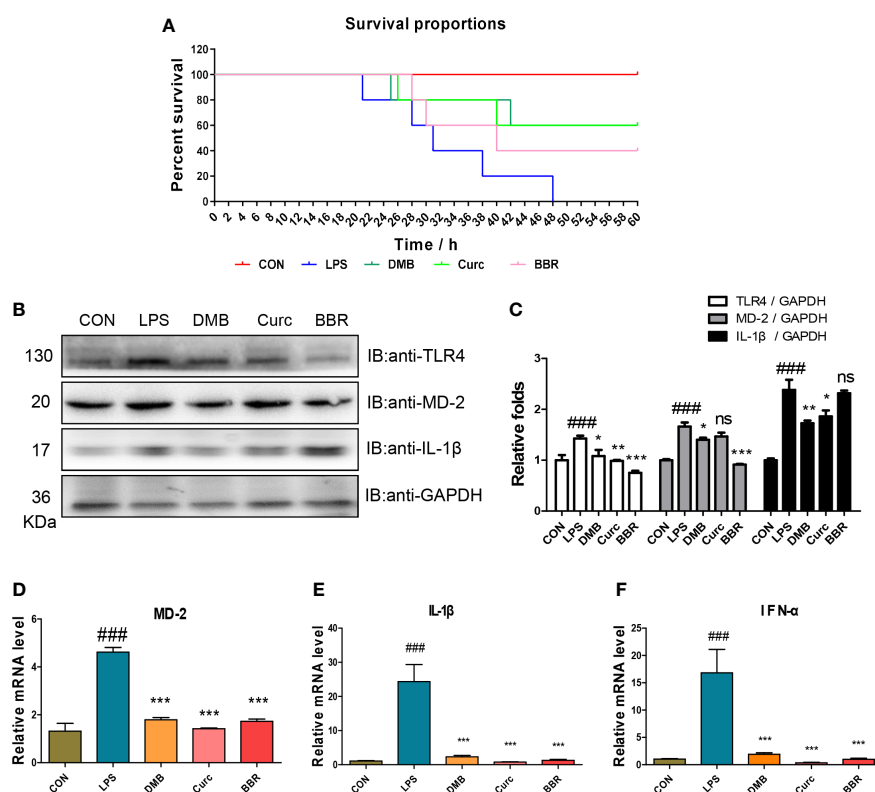 A
Survival proportions
Percent survival
120
100
80
60
40
20
0
0 2 4 6 8 10 12 14 16 18 20 22 24 26 28 30 32 34 36 38 40 42 44 46 48 50 52 54 56 58 60
Time / h
CON LPS DMB Curc BBR
B
CON LPS DMB Curc BBR
130 IB:anti-TLR4
20 IB:anti-MD-2
17 IB:anti-IL-1β
36 IB:anti-GAPDH
KDa
C
TLR4 / GAPDH
MD-2 / GAPDH
IL-1β / GAPDH
Relative folds
3
2
1
0
### * ** ***
### * ns ***
### ** * ns
CON LPS DMB Curc BBR CON LPS DMB Curc BBR CON LPS DMB Curc BBR
D
MD-2
Relative mRNA level
6
4
2
0
### *** *** ***
CON LPS DMB Curc BBR
E
IL-1β
Relative mRNA level
40
30
20
10
0
### *** *** ***
CON LPS DMB Curc BBR
F
IFN-α
Relative mRNA level
25
20
15
10
5
0
### *** *** ***
CON LPS DMB Curc BBR